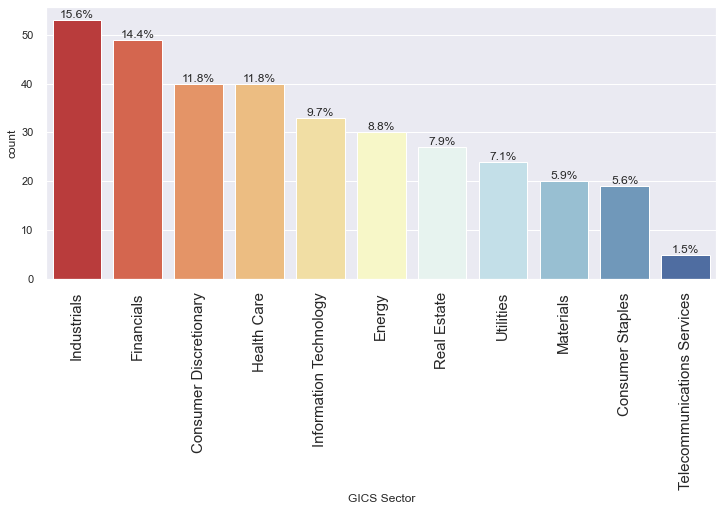 15.6%
14.4%
11.8%
11.8%
9.7%
8.8%
7.9%
7.1%
5.9%
5.6%
1.5%
50
40
30
20
10
0
count
Industrials
Financials
Consumer Discretionary
Health Care
Information Technology
Energy
Real Estate
Utilities
Materials
Consumer Staples
Telecommunications Services
GICS Sector